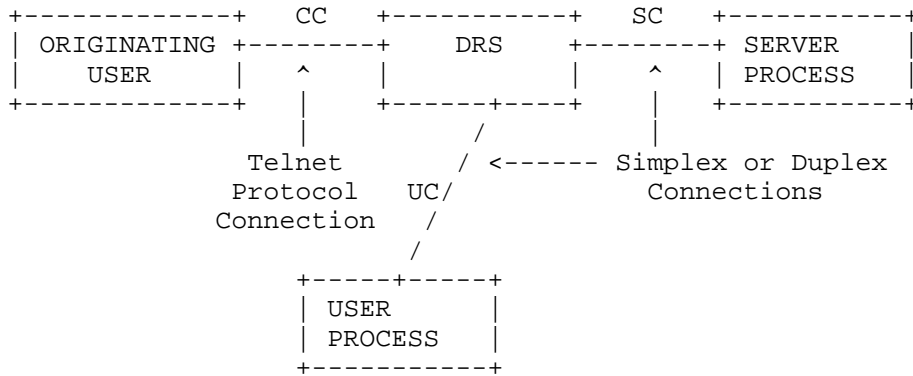 CC SC
ORIGINATING DRS SERVER
USER ^ ^ PROCESS
Telnet <------ Simplex or Duplex
Protocol UC Connections
Connection
USER
PROCESS